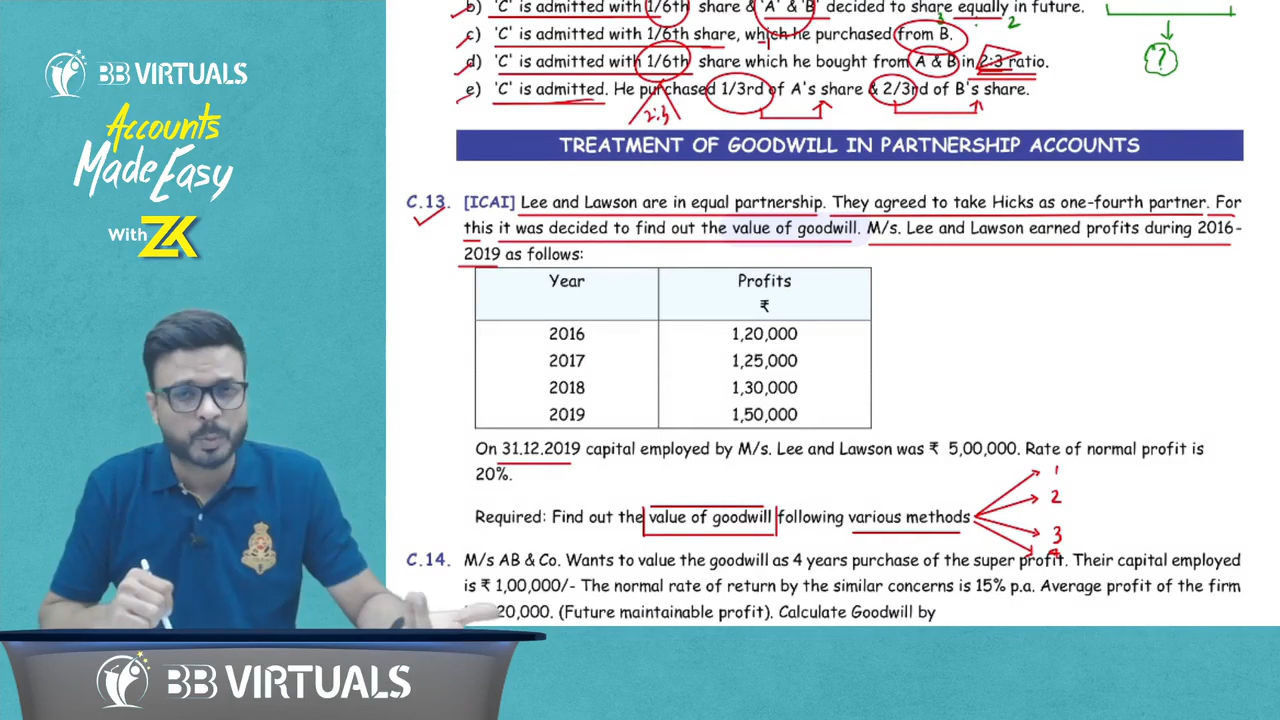 b) 'C' is admitted with 1/6th share & 'A' & 'B' decided to share equally in future.
3 : 2
c) 'C' is admitted with 1/6th share, which he purchased from B.
d) 'C' is admitted with 1/6th share which he bought from A & B in 2:3 ratio.
?
e) 'C' is admitted. He purchased 1/3rd of A's share & 2/3rd of B's share.
2:3
BB VIRTUALS
Accounts
Made Easy
With ZK
TREATMENT OF GOODWILL IN PARTNERSHIP ACCOUNTS
C.13. [ICAI] Lee and Lawson are in equal partnership. They agreed to take Hicks as one-fourth partner. For
this it was decided to find out the value of goodwill. M/s. Lee and Lawson earned profits during 2016-
2019 as follows:
Year Profits
₹
2016 1,20,000
2017 1,25,000
2018 1,30,000
2019 1,50,000
On 31.12.2019 capital employed by M/s. Lee and Lawson was ₹ 5,00,000. Rate of normal profit is
20%.
1
2
Required: Find out the value of goodwill following various methods
3
C.14. M/s AB & Co. Wants to value the goodwill as 4 years purchase of the super profit. Their capital employed
is ₹ 1,00,000/- The normal rate of return by the similar concerns is 15% p.a. Average profit of the firm
20,000. (Future maintainable profit). Calculate Goodwill by
BB VIRTUALS